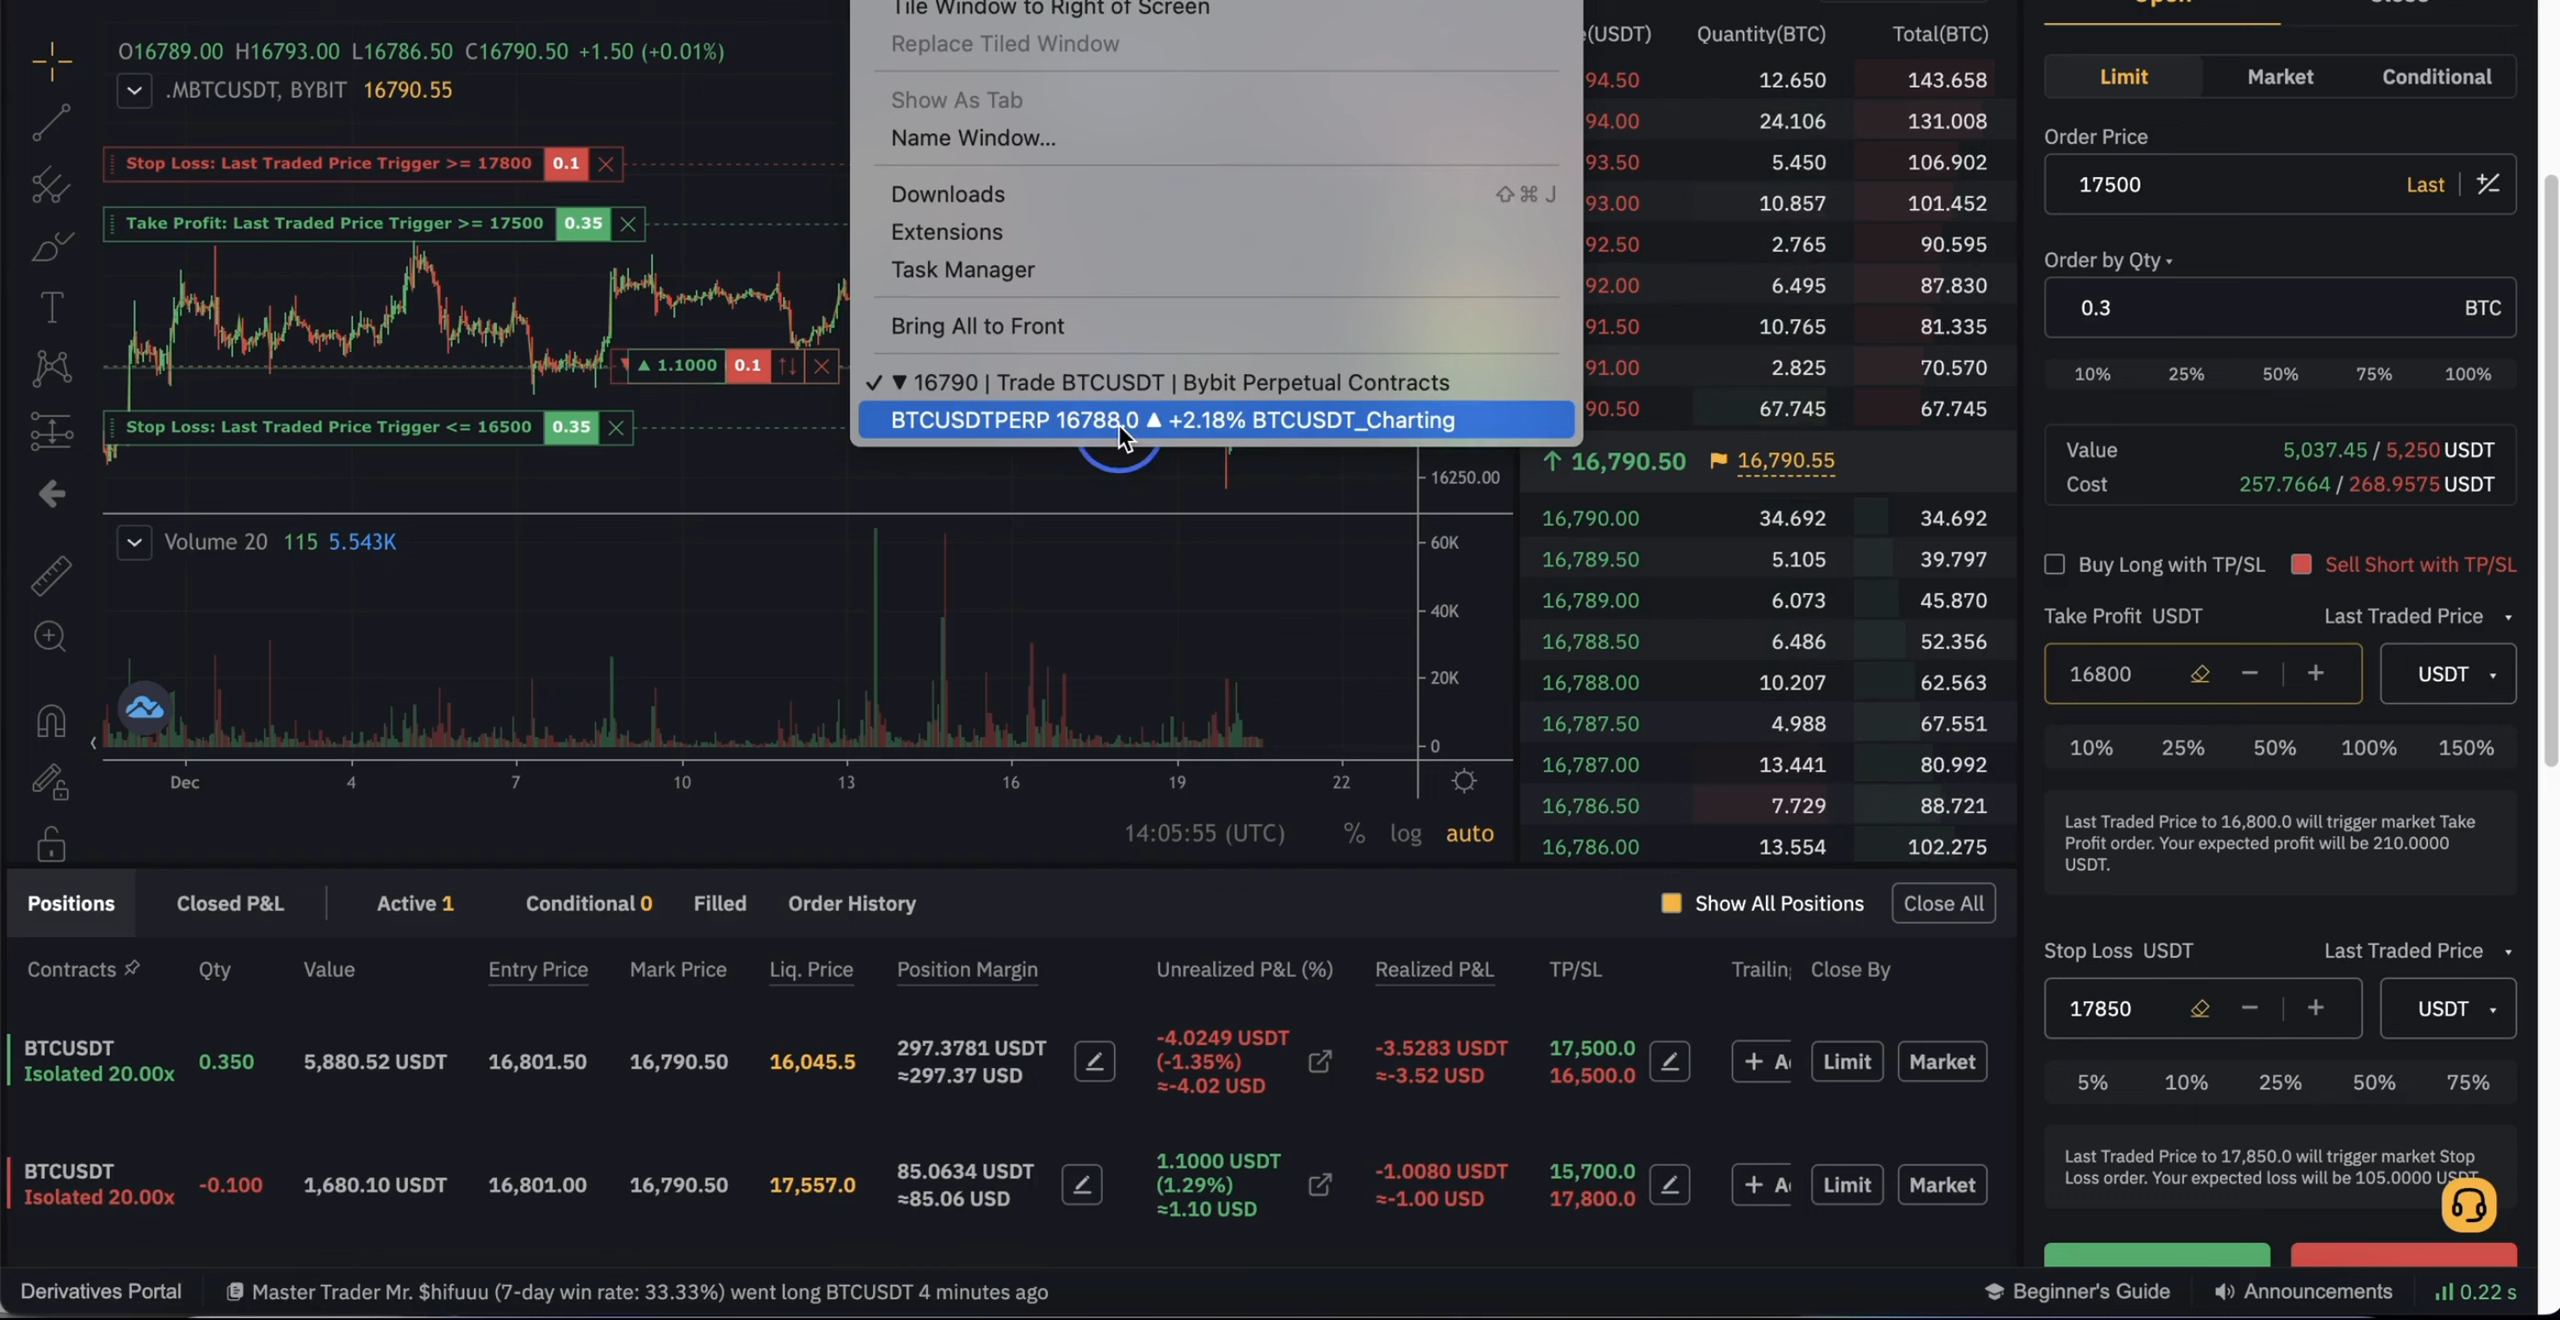 Tile Window to Right of Screen
Replace Tiled Window
Show As Tab
Name Window...
Downloads ⇧⌘J
Extensions
Task Manager
Bring All to Front
✓ ▼ 16790 | Trade BTCUSDT | Bybit Perpetual Contracts
BTCUSDTPERP 16788.0 ▲ +2.18% BTCUSDT_Charting
O16789.00 H16793.00 L16786.50 C16790.50 +1.50 (+0.01%)
.MBTCUSDT, BYBIT 16790.55
Stop Loss: Last Traded Price Trigger >= 17800 0.1
Take Profit: Last Traded Price Trigger >= 17500 0.35
▲ 1.1000 0.1
Stop Loss: Last Traded Price Trigger <= 16500 0.35
16250.00
Volume 20 115 5.543K
60K
40K
20K
0
Dec 4 7 10 13 16 19 22
14:05:55 (UTC) % log auto
(USDT) Quantity(BTC) Total(BTC)
94.50 12.650 143.658
94.00 24.106 131.008
93.50 5.450 106.902
93.00 10.857 101.452
92.50 2.765 90.595
92.00 6.495 87.830
91.50 10.765 81.335
91.00 2.825 70.570
90.50 67.745 67.745
↑ 16,790.50 16,790.55
16,790.00 34.692 34.692
16,789.50 5.105 39.797
16,789.00 6.073 45.870
16,788.50 6.486 52.356
16,788.00 10.207 62.563
16,787.50 4.988 67.551
16,787.00 13.441 80.992
16,786.50 7.729 88.721
16,786.00 13.554 102.275
Limit Market Conditional
Order Price
17500 Last
Order by Qty
0.3 BTC
10% 25% 50% 75% 100%
Value 5,037.45 / 5,250 USDT
Cost 257.7664 / 268.9575 USDT
Buy Long with TP/SL Sell Short with TP/SL
Take Profit USDT Last Traded Price
16800 − + USDT
10% 25% 50% 100% 150%
Last Traded Price to 16,800.0 will trigger market Take
Profit order. Your expected profit will be 210.0000
USDT.
Stop Loss USDT Last Traded Price
17850 − + USDT
5% 10% 25% 50% 75%
Last Traded Price to 17,850.0 will trigger market Stop
Loss order. Your expected loss will be 105.0000 USDT
Positions Closed P&L Active 1 Conditional 0 Filled Order History Show All Positions Close All
Contracts Qty Value Entry Price Mark Price Liq. Price Position Margin Unrealized P&L (%) Realized P&L TP/SL Trailin Close By
BTCUSDT
Isolated 20.00x
0.350 5,880.52 USDT 16,801.50 16,790.50 16,045.5
297.3781 USDT
≈297.37 USD
-4.0249 USDT
(-1.35%)
≈-4.02 USD
-3.5283 USDT
≈-3.52 USD
17,500.0
16,500.0
+ A Limit Market
BTCUSDT
Isolated 20.00x
-0.100 1,680.10 USDT 16,801.00 16,790.50 17,557.0
85.0634 USDT
≈85.06 USD
1.1000 USDT
(1.29%)
≈1.10 USD
-1.0080 USDT
≈-1.00 USD
15,700.0
17,800.0
+ A Limit Market
Derivatives Portal Master Trader Mr. $hifuuu (7-day win rate: 33.33%) went long BTCUSDT 4 minutes ago Beginner's Guide Announcements 0.22 s